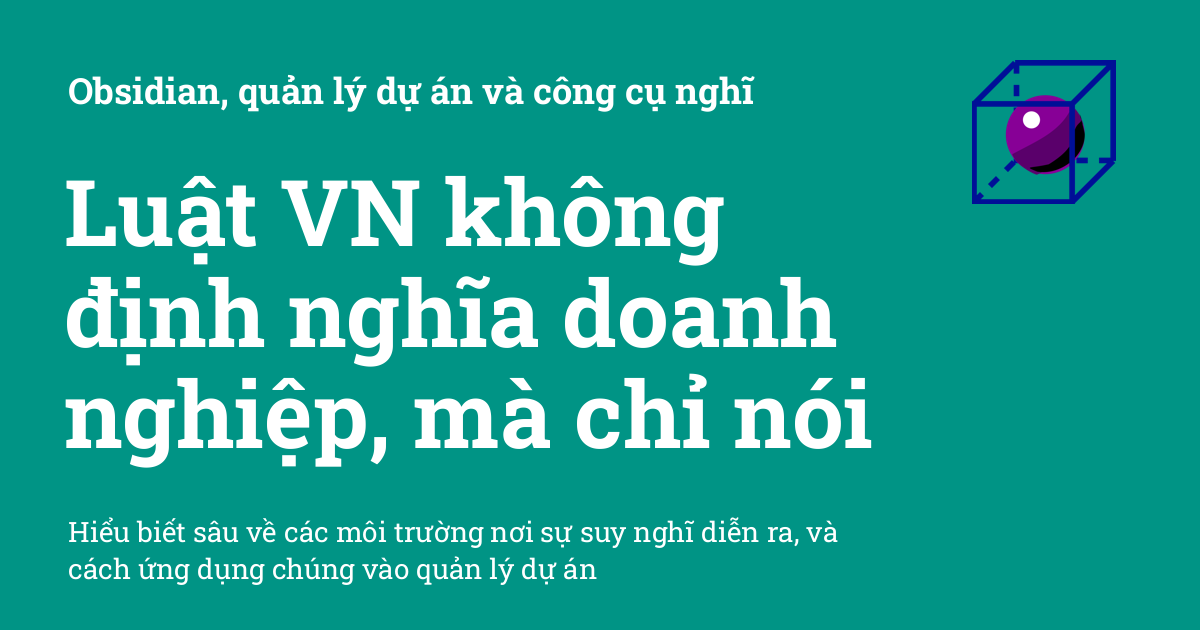 Obsidian, quản lý dự án và công cụ nghĩ
Luật VN không
định nghĩa doanh
nghiệp, mà chỉ nói
Hiểu biết sâu về các môi trường nơi sự suy nghĩ diễn ra, và
cách ứng dụng chúng vào quản lý dự án